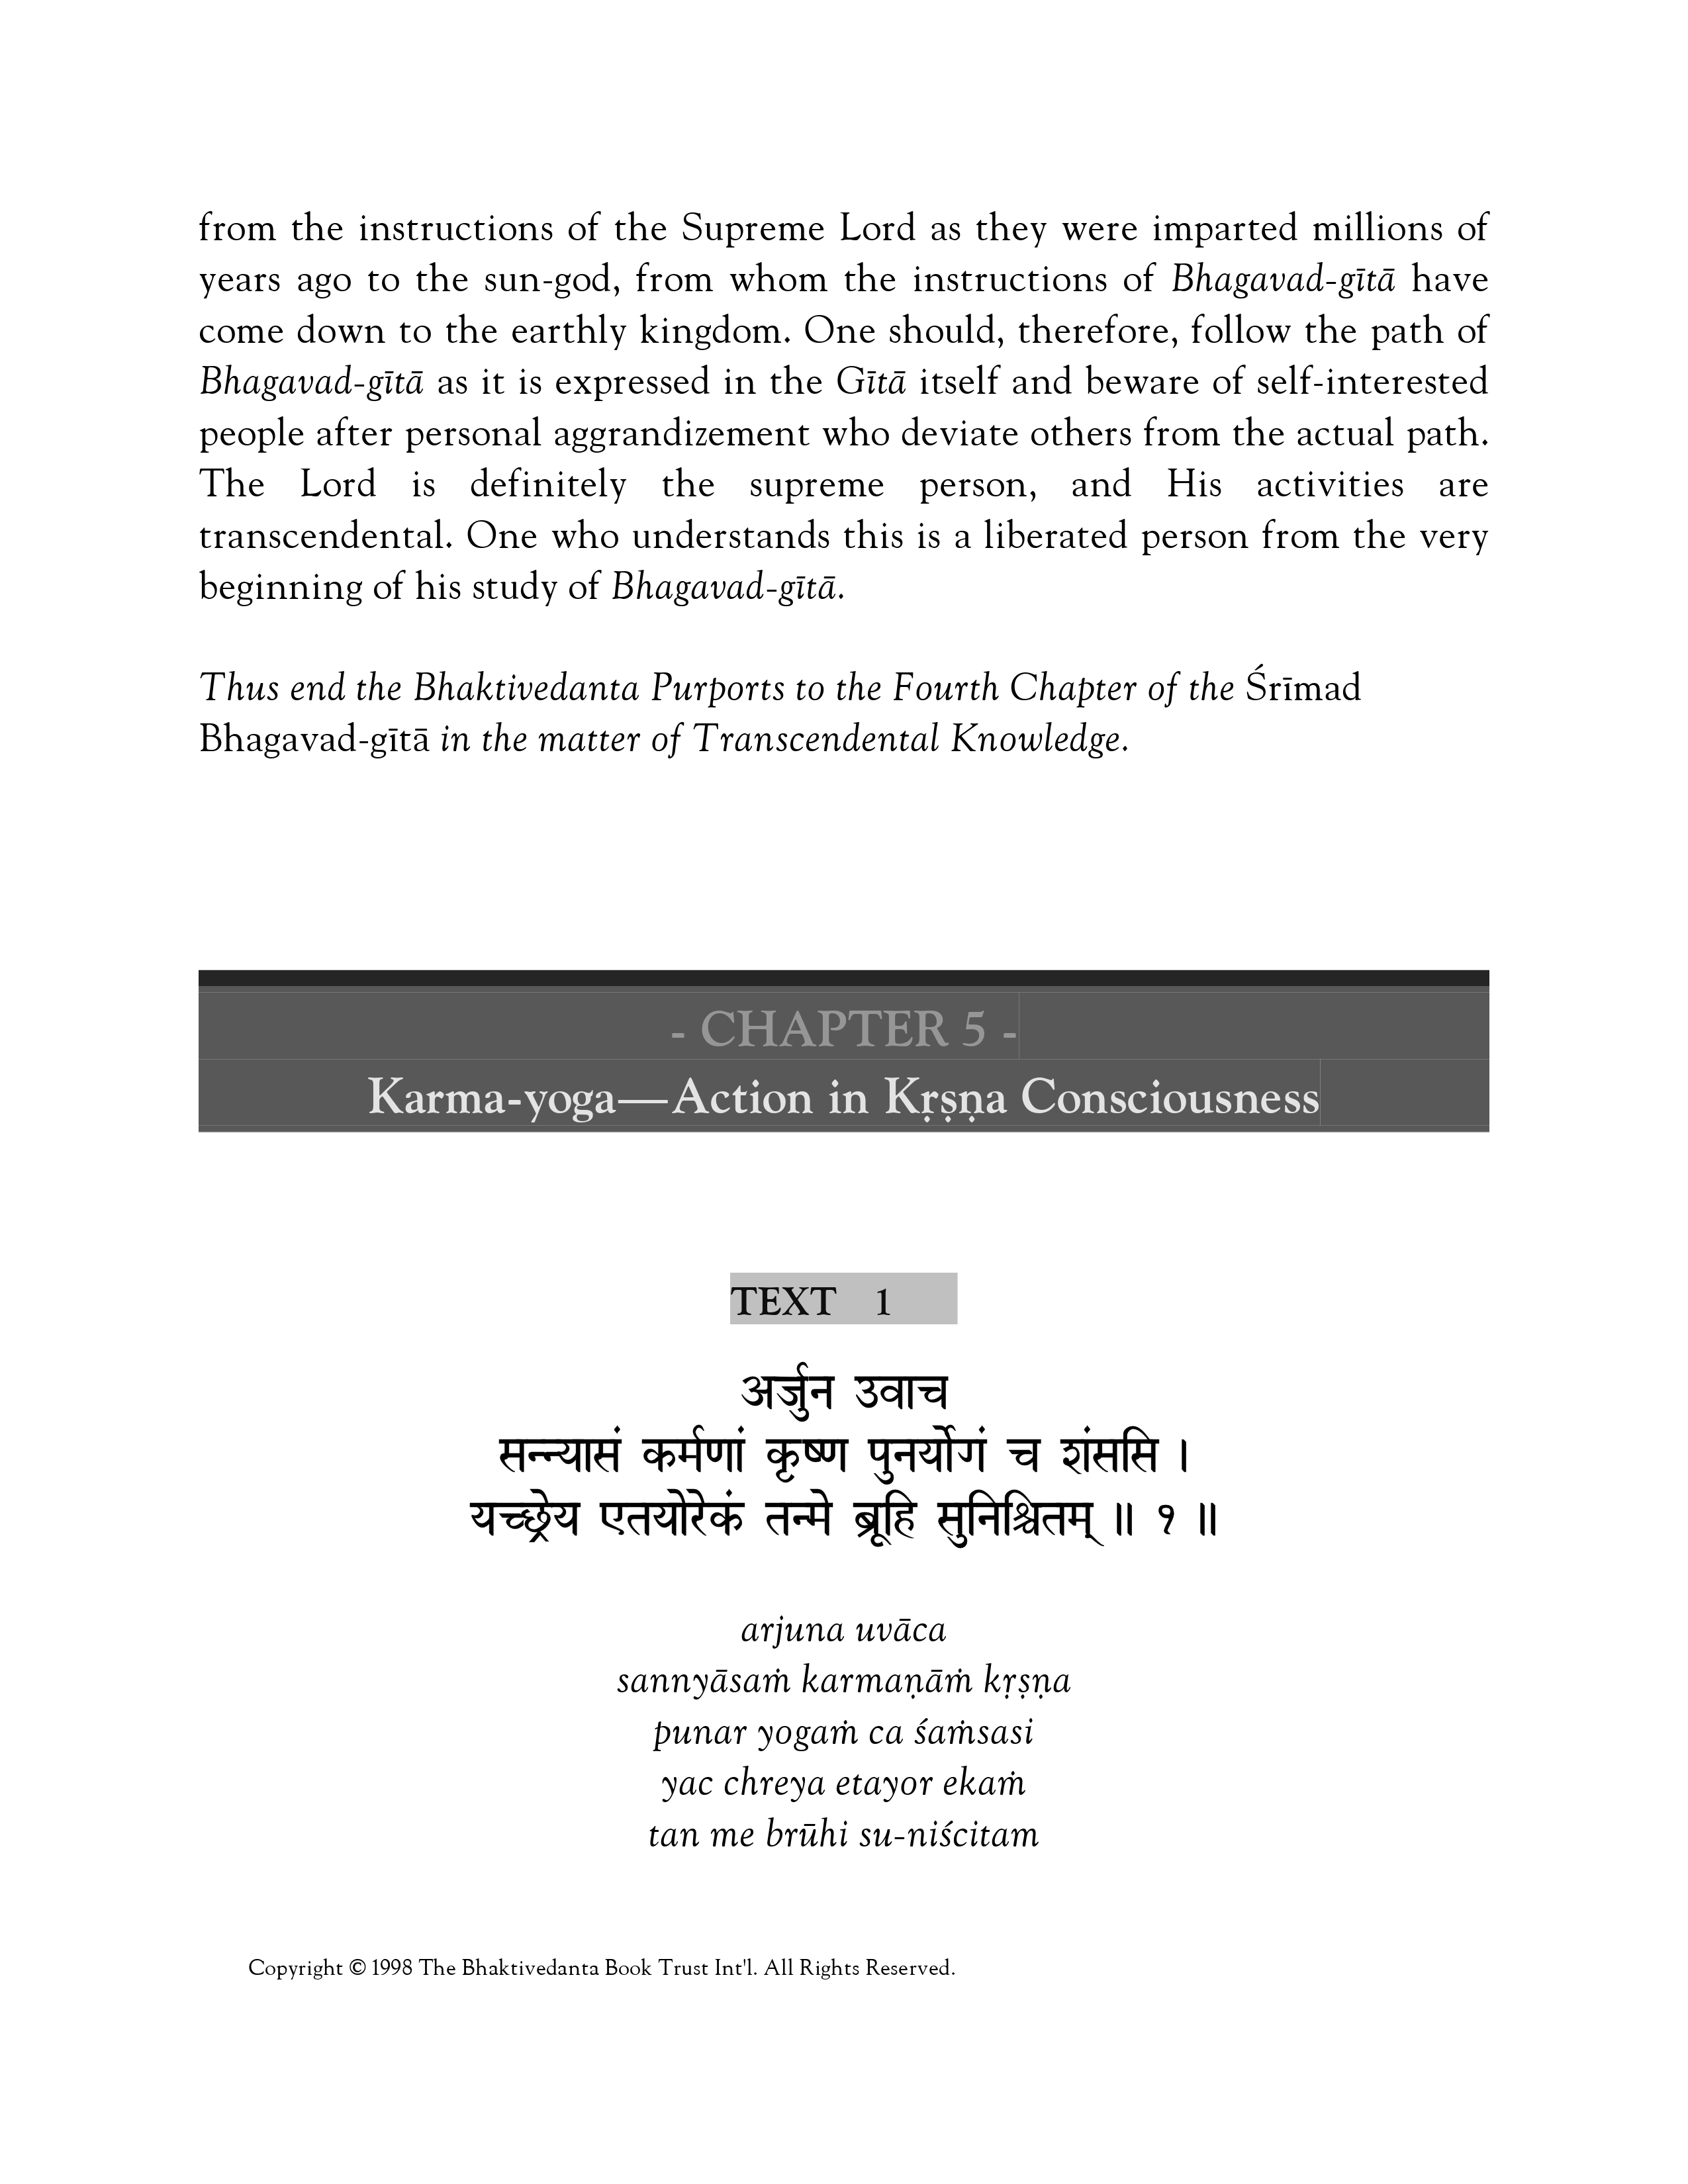 from the instructions of the Supreme Lord as they were imparted millions of
years ago to the sun-god, from whom the instructions of Bhagavad-gītā have
come down to the earthly kingdom. One should, therefore, follow the path of
Bhagavad-gītā as it is expressed in the Gītā itself and beware of self-interested
people after personal aggrandizement who deviate others from the actual path.
The Lord is definitely the supreme person, and His activities are
transcendental. One who understands this is a liberated person from the very
beginning of his study of Bhagavad-gītā.
Thus end the Bhaktivedanta Purports to the Fourth Chapter of the Śrīmad
Bhagavad-gītā in the matter of Transcendental Knowledge.
- CHAPTER 5 -
Karma-yoga—Action in Kṛṣṇa Consciousness
TEXT 1
अर्जुन उवाच
सन्न्यासं कर्मणां कृष्ण पुनर्योगं च शंससि ।
यच्छ्रेय एतयोरेकं तन्मे ब्रूहि सुनिश्चितम् ॥ १ ॥
arjuna uvāca
sannyāsaṁ karmaṇāṁ kṛṣṇa
punar yogaṁ ca śaṁsasi
yac chreya etayor ekaṁ
tan me brūhi su-niścitam
Copyright © 1998 The Bhaktivedanta Book Trust Int'l. All Rights Reserved.